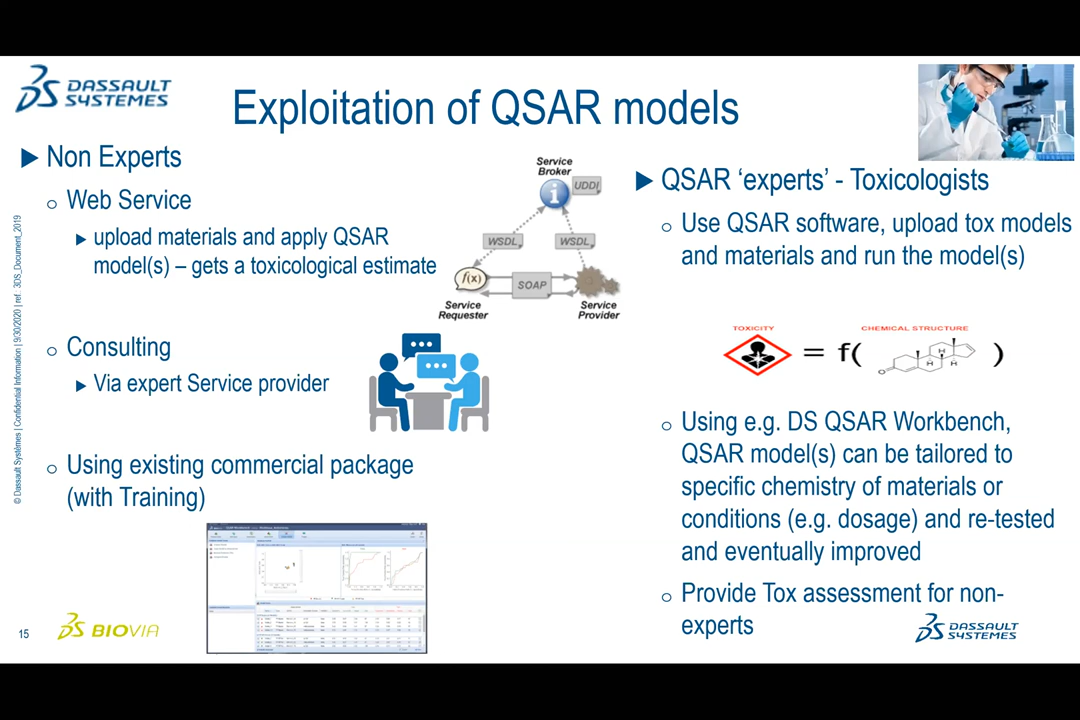 DASSAULT
SYSTEMES
Exploitation of QSAR models
Non Experts
Web Service
upload materials and apply QSAR
model(s) – gets a toxicological estimate
Consulting
Via expert Service provider
Using existing commercial package
(with Training)
Service
Broker
UDDI
i
WSDL
WSDL
f(x)
SOAP
Service
Requester
Service
Provider
QSAR ‘experts’ - Toxicologists
Use QSAR software, upload tox models
and materials and run the model(s)
TOXICITY
CHEMICAL STRUCTURE
= f( )
O
H
H
H
Using e.g. DS QSAR Workbench,
QSAR model(s) can be tailored to
specific chemistry of materials or
conditions (e.g. dosage) and re-tested
and eventually improved
Provide Tox assessment for non-
experts
© Dassault Systèmes | Confidential Information | 9/30/2020 | ref.: 3DS_Document_2019
15
BIOVIA
DASSAULT
SYSTEMES